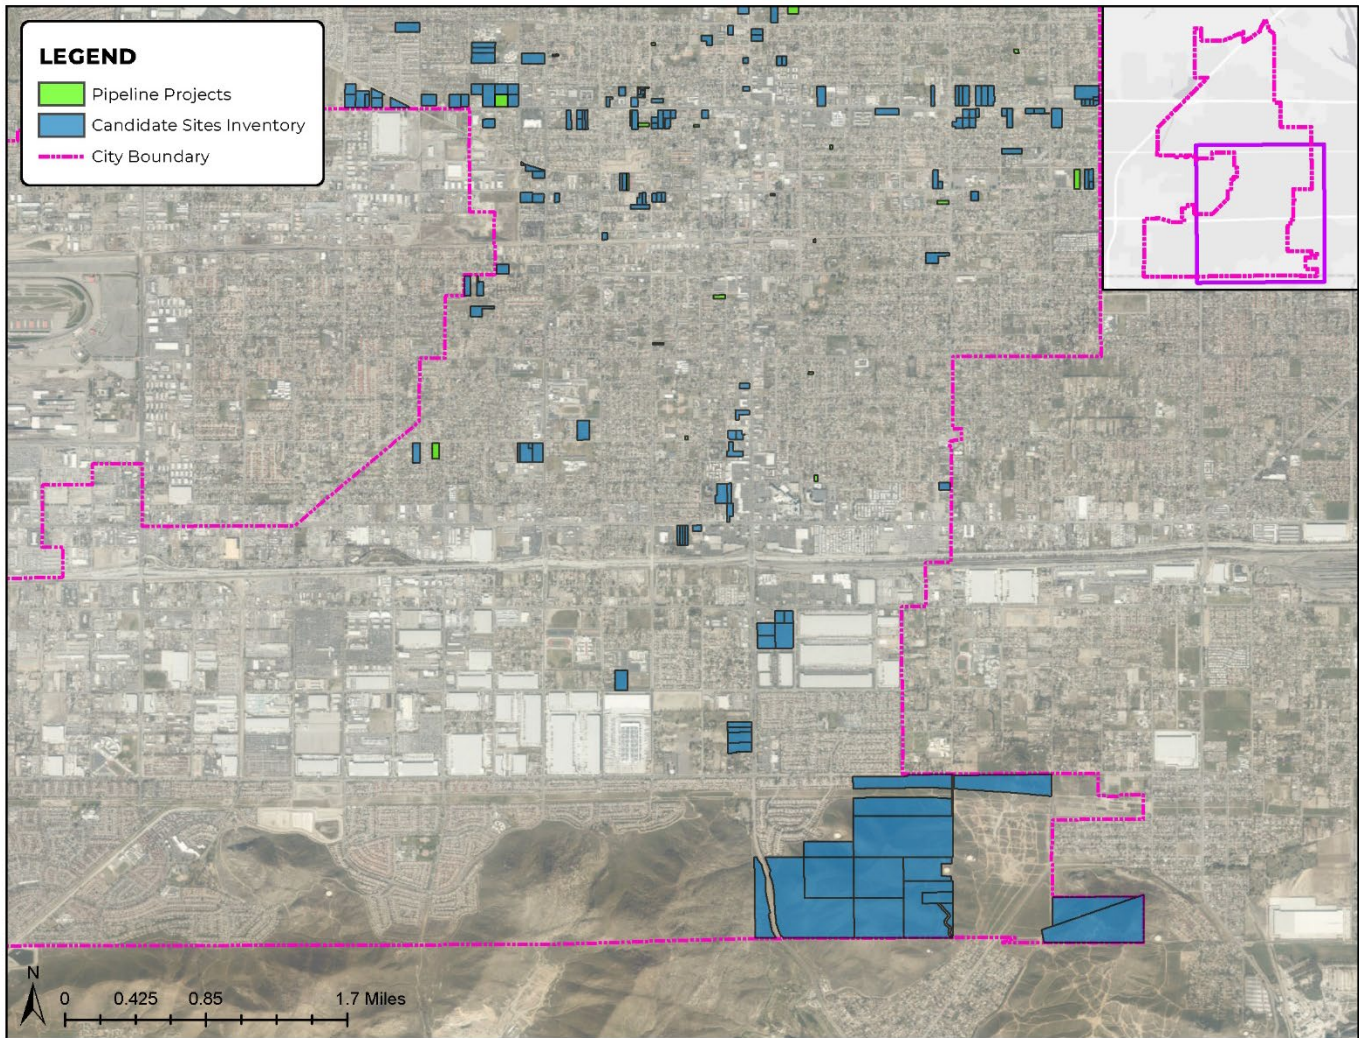 LEGEND
Pipeline Projects
Candidate Sites Inventory
City Boundary
N
0 0.425 0.85 1.7 Miles